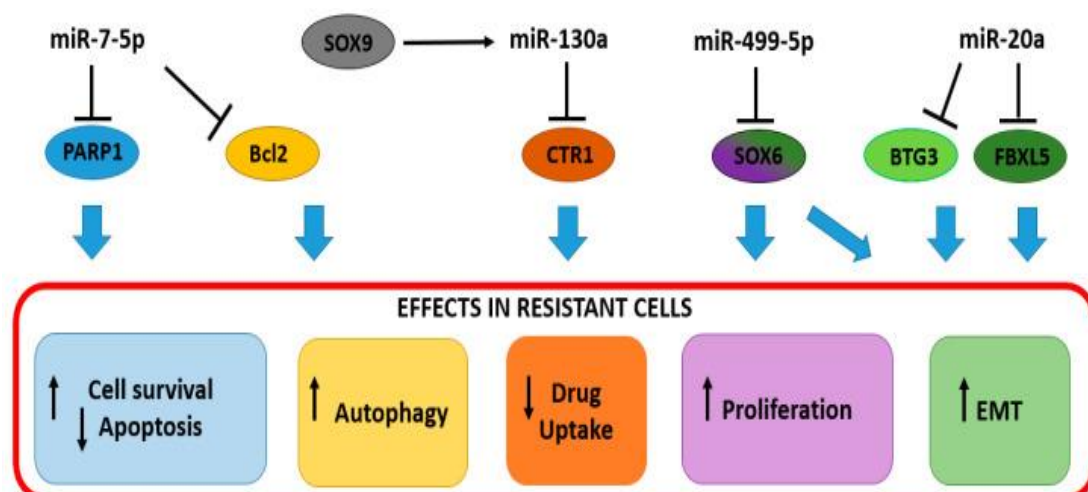 miR-7-5p
SOX9
miR-130a
miR-499-5p
miR-20a
PARP1
Bcl2
CTR1
SOX6
BTG3
FBXL5
EFFECTS IN RESISTANT CELLS
Cell survival
Apoptosis
Autophagy
Drug
Uptake
Proliferation
EMT